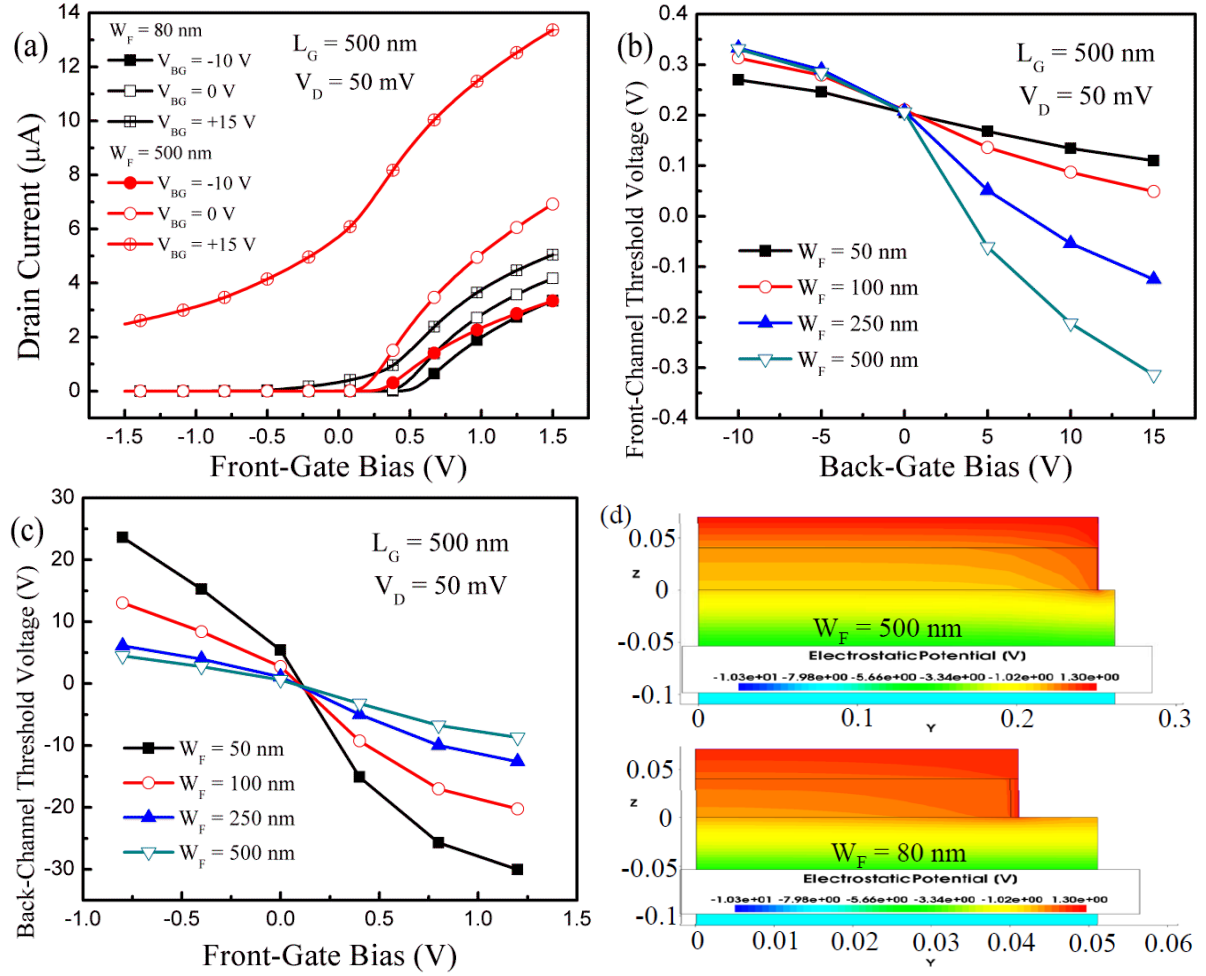 (a)
W_F = 80 nm
V_BG = -10 V
V_BG = 0 V
V_BG = +15 V
W_F = 500 nm
V_BG = -10 V
V_BG = 0 V
V_BG = +15 V
L_G = 500 nm
V_D = 50 mV
14
12
10
8
6
4
2
0
Drain Current (μA)
-1.5 -1.0 -0.5 0.0 0.5 1.0 1.5
Front-Gate Bias (V)
(b)
L_G = 500 nm
V_D = 50 mV
0.4
0.3
0.2
0.1
0.0
-0.1
-0.2
-0.3
-0.4
Front-Channel Threshold Voltage (V)
W_F = 50 nm
W_F = 100 nm
W_F = 250 nm
W_F = 500 nm
-10 -5 0 5 10 15
Back-Gate Bias (V)
(c)
L_G = 500 nm
V_D = 50 mV
30
20
10
0
-10
-20
-30
Back-Channel Threshold Voltage (V)
W_F = 50 nm
W_F = 100 nm
W_F = 250 nm
W_F = 500 nm
-1.0 -0.5 0.0 0.5 1.0 1.5
Front-Gate Bias (V)
(d)
0.05
z
0
-0.05
-0.1
W_F = 500 nm
Electrostatic Potential [V]
-1.03e+01 -7.98e+00 -5.66e+00 -3.34e+00 -1.02e+00 1.30e+00
0 0.1 0.2 0.3
Y
0.05
z
0
-0.05
-0.1
W_F = 80 nm
Electrostatic Potential [V]
-1.03e+01 -7.98e+00 -5.66e+00 -3.34e+00 -1.02e+00 1.30e+00
0 0.01 0.02 0.03 0.04 0.05 0.06
Y